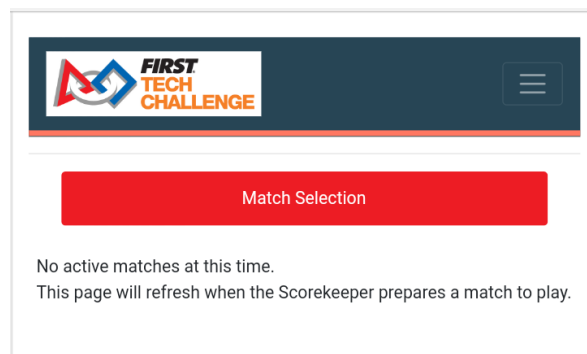 FIRST
TECH
CHALLENGE
Match Selection
No active matches at this time.
This page will refresh when the Scorekeeper prepares a match to play.